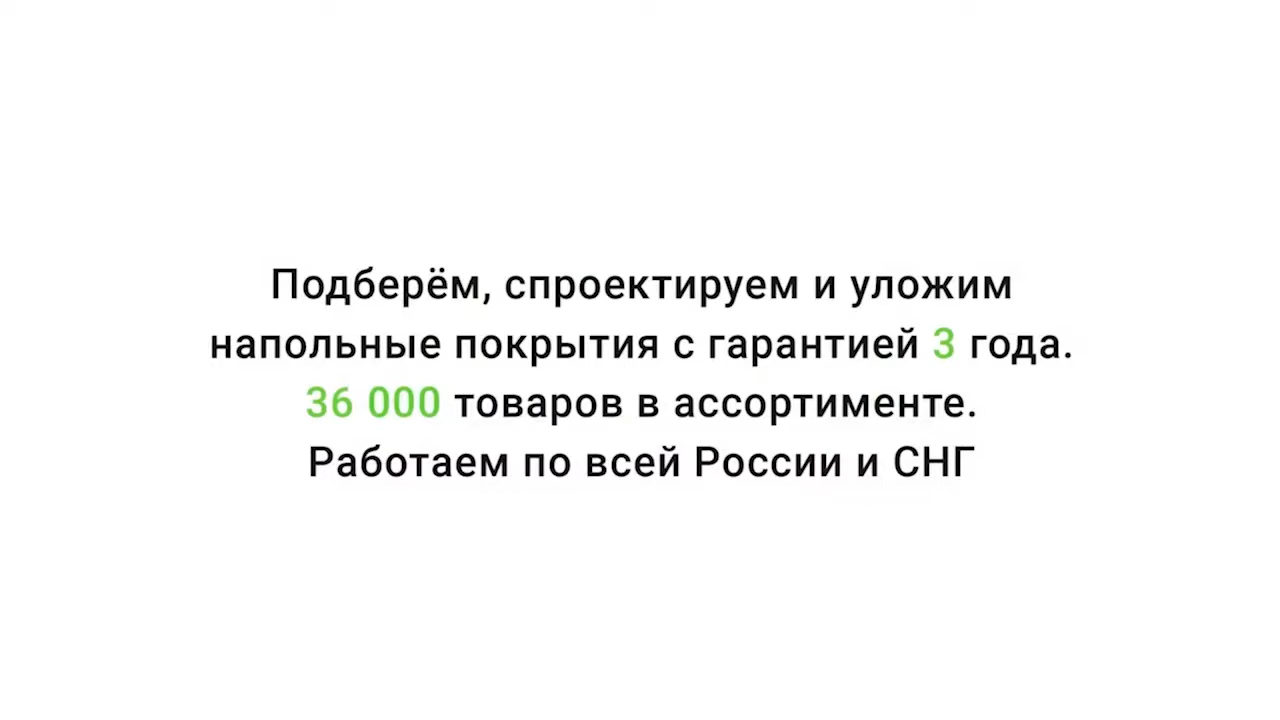 Подберём, спроектируем и уложим
напольные покрытия с гарантией 3 года.
36 000 товаров в ассортименте.
Работаем по всей России и СНГ